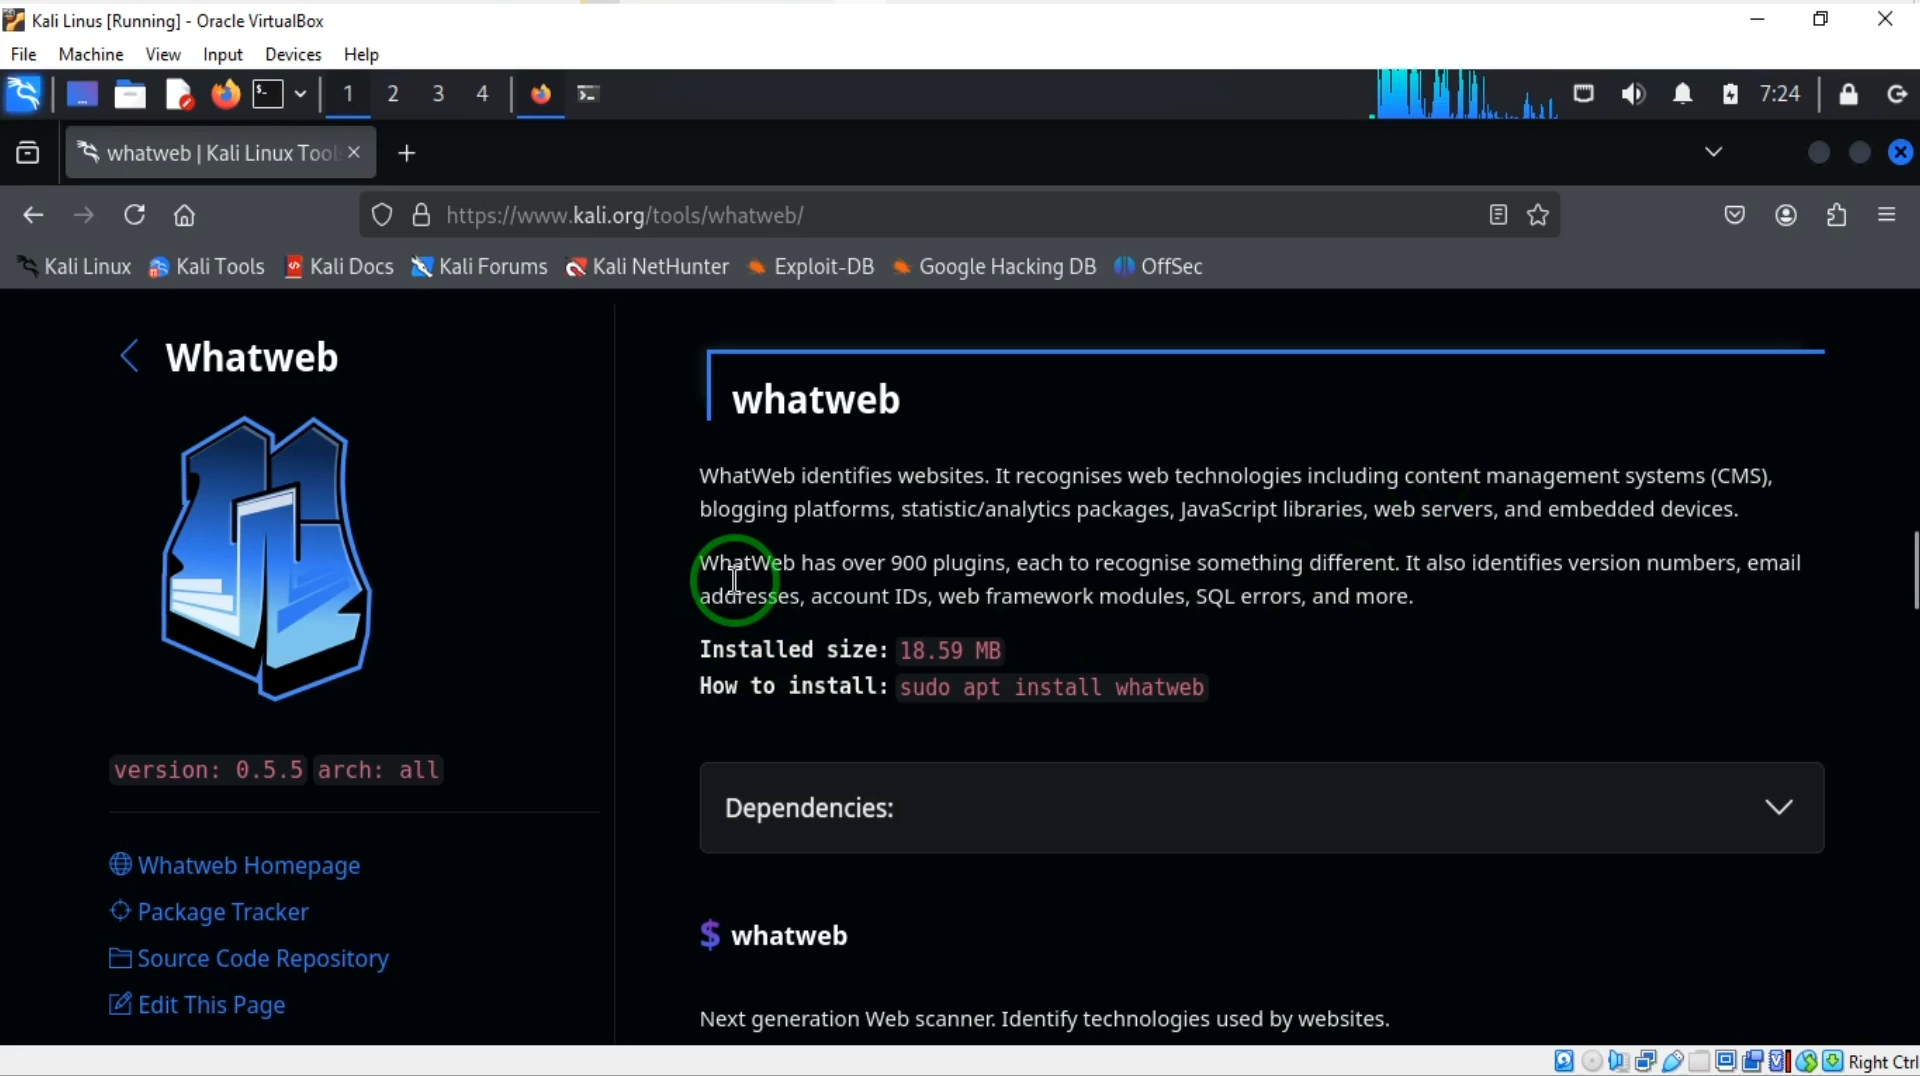 Kali Linus [Running] - Oracle VirtualBox
File Machine View Input Devices Help
1 2 3 4 7:24
whatweb | Kali Linux Tool
https://www.kali.org/tools/whatweb/
Kali Linux Kali Tools Kali Docs Kali Forums Kali NetHunter Exploit-DB Google Hacking DB OffSec
Whatweb
version: 0.5.5 arch: all
Whatweb Homepage
Package Tracker
Source Code Repository
Edit This Page
whatweb
WhatWeb identifies websites. It recognises web technologies including content management systems (CMS),
blogging platforms, statistic/analytics packages, JavaScript libraries, web servers, and embedded devices.
WhatWeb has over 900 plugins, each to recognise something different. It also identifies version numbers, email
addresses, account IDs, web framework modules, SQL errors, and more.
Installed size: 18.59 MB
How to install: sudo apt install whatweb
Dependencies:
$ whatweb
Next generation Web scanner. Identify technologies used by websites.
Right Ctrl